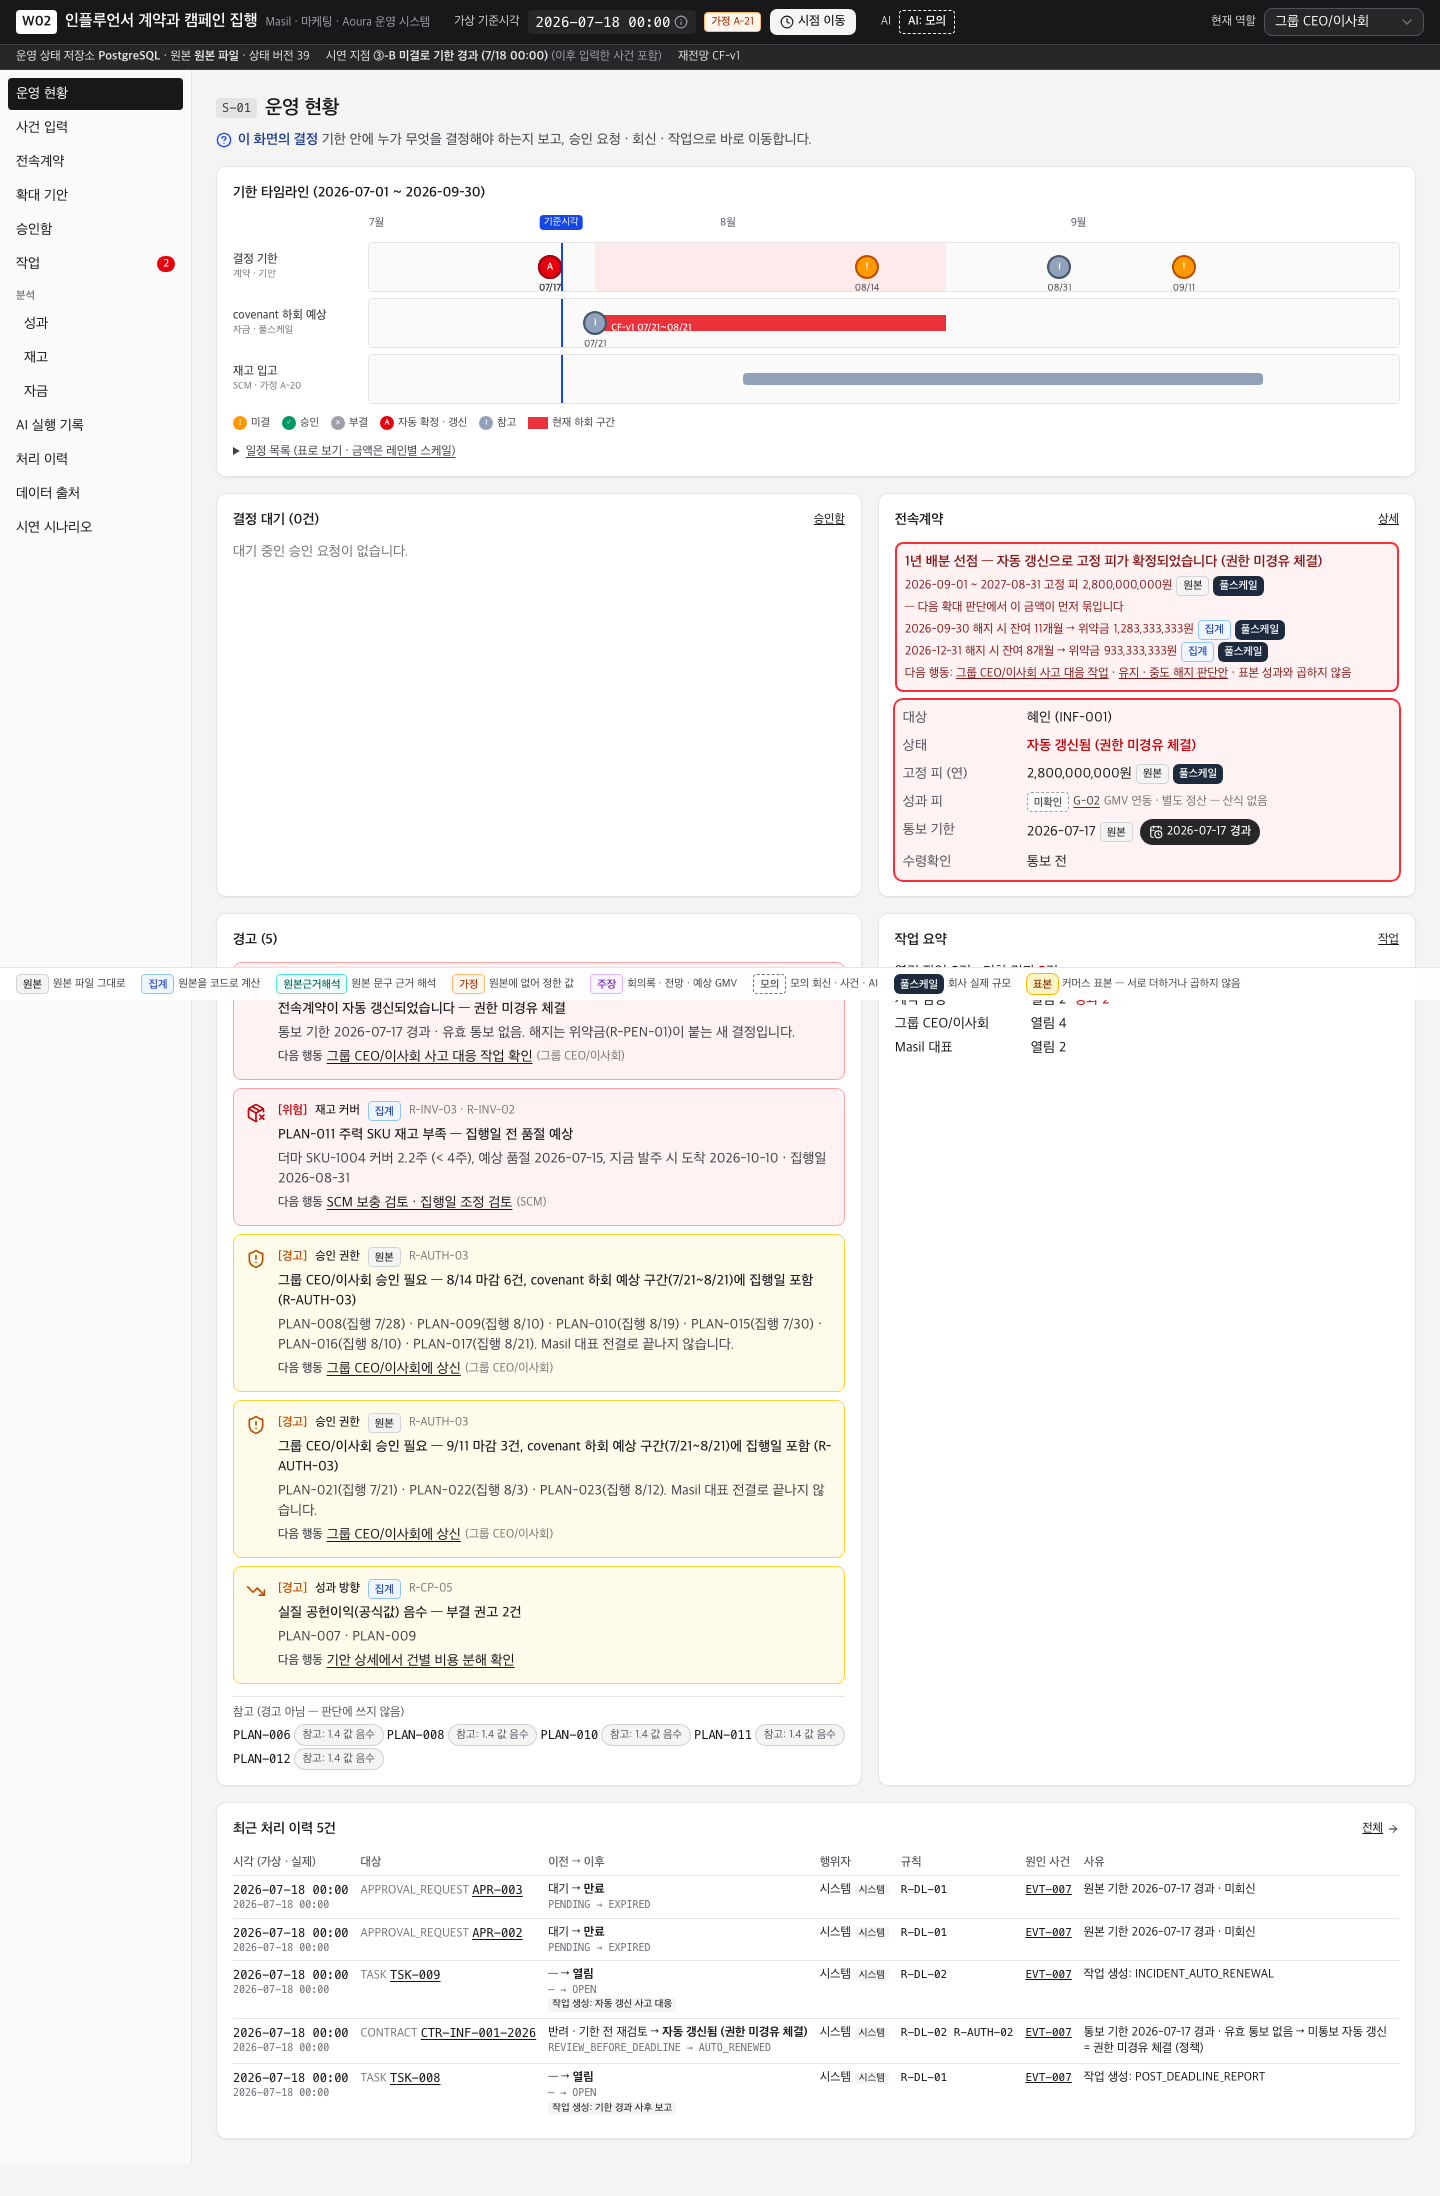 W02 인플루언서 계약과 캠페인 집행 Masil · 마케팅 · Aoura 운영 시스템 가상 기준시각 2026-07-18 00:00 가정 A-21 시점 이동 AI AI: 모의 현재 역할 그룹 CEO/이사회
운영 상태 저장소 PostgreSQL · 원본 원본 파일 · 상태 버전 39 시연 지점 ③-B 미결로 기한 경과 (7/18 00:00) (이후 입력한 사건 포함) 재전망 CF-v1
운영 현황
사건 입력
전속계약
확대 기안
승인함
작업 2
분석
성과
재고
자금
AI 실행 기록
처리 이력
데이터 출처
시연 시나리오
S-01 운영 현황
이 화면의 결정 기한 안에 누가 무엇을 결정해야 하는지 보고, 승인 요청 · 회신 · 작업으로 바로 이동합니다.
기한 타임라인 (2026-07-01 ~ 2026-09-30)
7월 기준시각 8월 9월
결정 기한
계약 · 기안
A ! i !
07/17 08/14 08/31 09/11
covenant 하회 예상
자금 · 풀스케일
i CF-v1 07/21~08/21
07/21
재고 입고
SCM · 가정 A-20
! 미결 ✓ 승인 × 부결 A 자동 확정 · 갱신 i 참고 현재 하회 구간
▶ 일정 목록 (표로 보기 · 금액은 레인별 스케일)
결정 대기 (0건) 승인함
대기 중인 승인 요청이 없습니다.
전속계약 상세
1년 배분 선점 — 자동 갱신으로 고정 피가 확정되었습니다 (권한 미경유 체결)
2026-09-01 ~ 2027-08-31 고정 피 2,800,000,000원 원본 풀스케일
— 다음 확대 판단에서 이 금액이 먼저 묶입니다
2026-09-30 해지 시 잔여 11개월 → 위약금 1,283,333,333원 집계 풀스케일
2026-12-31 해지 시 잔여 8개월 → 위약금 933,333,333원 집계 풀스케일
다음 행동: 그룹 CEO/이사회 사고 대응 작업 · 유지 · 중도 해지 판단안 · 표본 성과와 곱하지 않음
대상 혜인 (INF-001)
상태 자동 갱신됨 (권한 미경유 체결)
고정 피 (연) 2,800,000,000원 원본 풀스케일
성과 피 미확인 G-02 GMV 연동 · 별도 정산 — 산식 없음
통보 기한 2026-07-17 원본 2026-07-17 경과
수령확인 통보 전
경고 (5)
작업 요약 작업
원본 원본 파일 그대로 집계 원본을 코드로 계산 원본근거해석 원본 문구 근거 해석 가정 원본에 없어 정한 값 주장 회의록 · 전망 · 예상 GMV 모의 모의 회신 · 사건 · AI 풀스케일 회사 실제 규모 표본 커머스 표본 — 서로 더하거나 곱하지 않음
전속계약이 자동 갱신되었습니다 — 권한 미경유 체결
통보 기한 2026-07-17 경과 · 유효 통보 없음. 해지는 위약금(R-PEN-01)이 붙는 새 결정입니다.
다음 행동 그룹 CEO/이사회 사고 대응 작업 확인 (그룹 CEO/이사회)
그룹 CEO/이사회 열림 4
Masil 대표 열림 2
[위험] 재고 커버 집계 R-INV-03 · R-INV-02
PLAN-011 주력 SKU 재고 부족 — 집행일 전 품절 예상
더마 SKU-1004 커버 2.2주 (< 4주), 예상 품절 2026-07-15, 지금 발주 시 도착 2026-10-10 · 집행일
2026-08-31
다음 행동 SCM 보충 검토 · 집행일 조정 검토 (SCM)
[경고] 승인 권한 원본 R-AUTH-03
그룹 CEO/이사회 승인 필요 — 8/14 마감 6건, covenant 하회 예상 구간(7/21~8/21)에 집행일 포함
(R-AUTH-03)
PLAN-008(집행 7/28) · PLAN-009(집행 8/10) · PLAN-010(집행 8/19) · PLAN-015(집행 7/30) ·
PLAN-016(집행 8/10) · PLAN-017(집행 8/21). Masil 대표 전결로 끝나지 않습니다.
다음 행동 그룹 CEO/이사회에 상신 (그룹 CEO/이사회)
[경고] 승인 권한 원본 R-AUTH-03
그룹 CEO/이사회 승인 필요 — 9/11 마감 3건, covenant 하회 예상 구간(7/21~8/21)에 집행일 포함 (R-
AUTH-03)
PLAN-021(집행 7/21) · PLAN-022(집행 8/3) · PLAN-023(집행 8/12). Masil 대표 전결로 끝나지 않
습니다.
다음 행동 그룹 CEO/이사회에 상신 (그룹 CEO/이사회)
[경고] 성과 방향 집계 R-CP-05
실질 공헌이익(공식값) 음수 — 부결 권고 2건
PLAN-007 · PLAN-009
다음 행동 기안 상세에서 건별 비용 분해 확인
참고 (경고 아님 — 판단에 쓰지 않음)
PLAN-006 참고: 1.4 값 음수 PLAN-008 참고: 1.4 값 음수 PLAN-010 참고: 1.4 값 음수 PLAN-011 참고: 1.4 값 음수
PLAN-012 참고: 1.4 값 음수
최근 처리 이력 5건 전체 →
시각 (가상 · 실제) 대상 이전 → 이후 행위자 규칙 원인 사건 사유
2026-07-18 00:00 APPROVAL_REQUEST APR-003 대기 → 만료 시스템 시스템 R-DL-01 EVT-007 원본 기한 2026-07-17 경과 · 미회신
2026-07-18 00:00 PENDING → EXPIRED
2026-07-18 00:00 APPROVAL_REQUEST APR-002 대기 → 만료 시스템 시스템 R-DL-01 EVT-007 원본 기한 2026-07-17 경과 · 미회신
2026-07-18 00:00 PENDING → EXPIRED
2026-07-18 00:00 TASK TSK-009 — → 열림 시스템 시스템 R-DL-02 EVT-007 작업 생성: INCIDENT_AUTO_RENEWAL
2026-07-18 00:00 — → OPEN
작업 생성: 자동 갱신 사고 대응
2026-07-18 00:00 CONTRACT CTR-INF-001-2026 반려 · 기한 전 재검토 → 자동 갱신됨 (권한 미경유 체결) 시스템 시스템 R-DL-02 R-AUTH-02 EVT-007 통보 기한 2026-07-17 경과 · 유효 통보 없음 → 미통보 자동 갱신
2026-07-18 00:00 REVIEW_BEFORE_DEADLINE → AUTO_RENEWED = 권한 미경유 체결 (정책)
2026-07-18 00:00 TASK TSK-008 — → 열림 시스템 시스템 R-DL-01 EVT-007 작업 생성: POST_DEADLINE_REPORT
2026-07-18 00:00 — → OPEN
작업 생성: 기한 경과 사후 보고